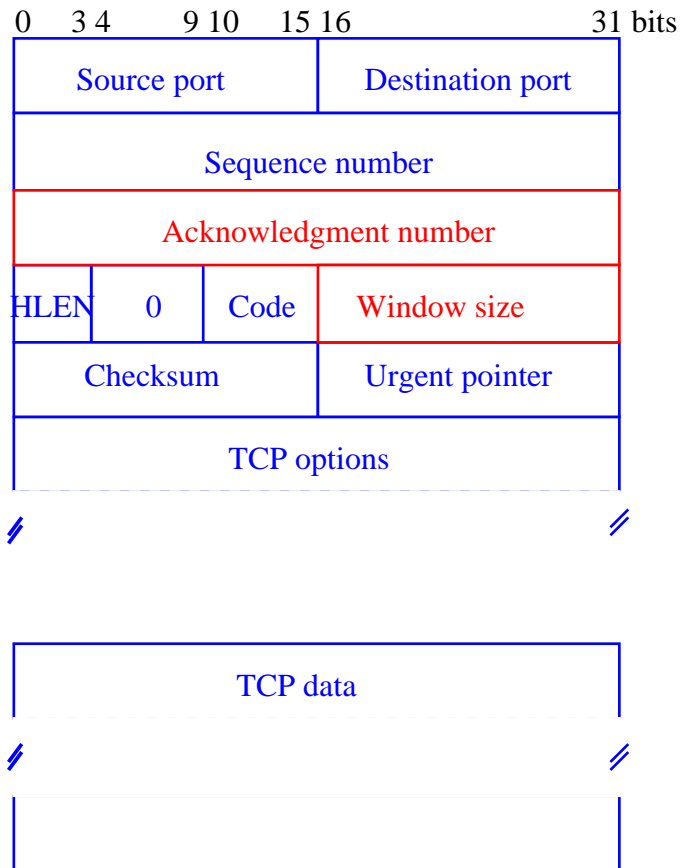 0 3 4 9 10 15 16 31 bits
Source port Destination port
Sequence number
Acknowledgment number
HLEN 0 Code Window size
Checksum Urgent pointer
TCP options
TCP data